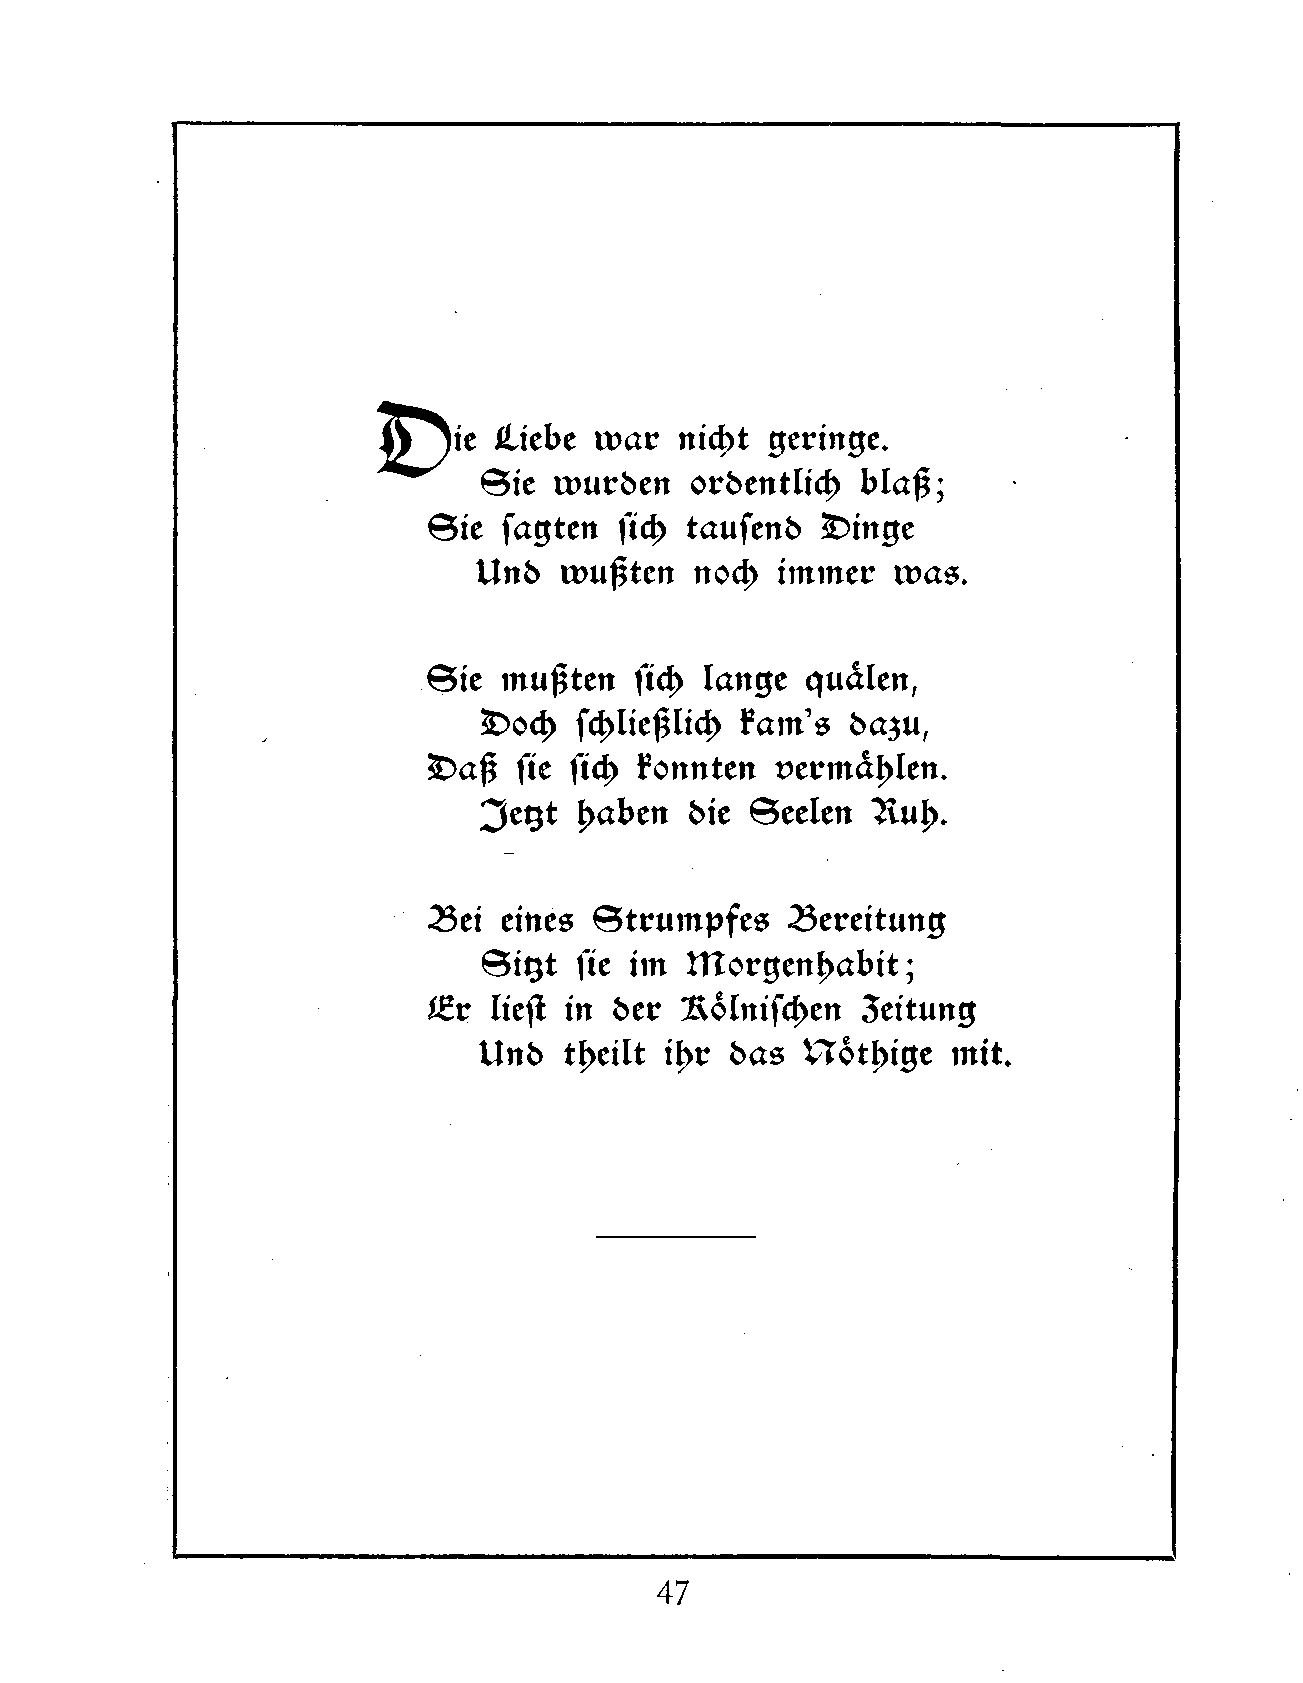 Die Liebe war nicht geringe.
Sie wurden ordentlich blaß;
Sie ſagten ſich tauſend Dinge
Und wußten noch immer was.
Sie mußten ſich lange quälen,
Doch ſchließlich kam's dazu,
Daß ſie ſich konnten vermählen.
Jetzt haben die Seelen Ruh.
Bei eines Strumpfes Bereitung
Sitzt ſie im Morgenhabit;
Er lieſt in der Kölniſchen Zeitung
Und theilt ihr das Nöthige mit.
47